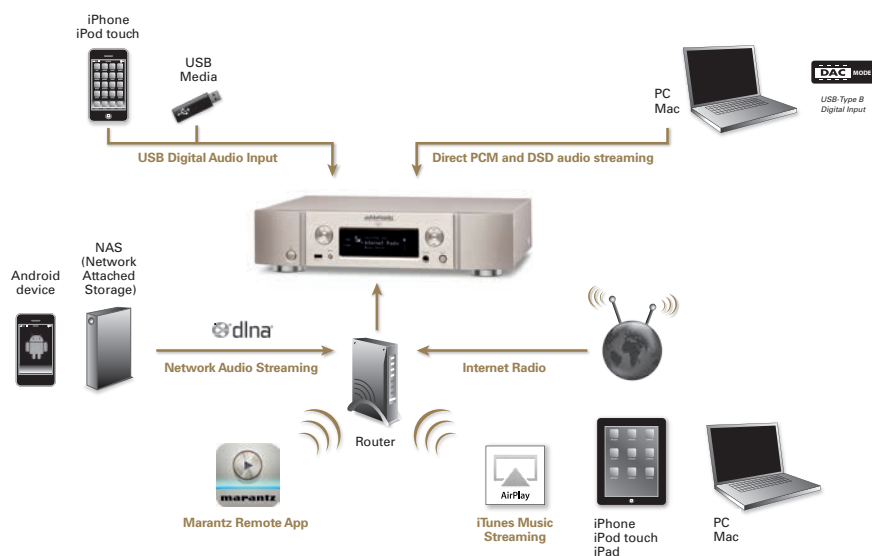 iPhone
iPod touch
USB
Media
PC
Mac
DAC MODE
USB-Type B
Digital Input
USB Digital Audio Input
Direct PCM and DSD audio streaming
marantz
Internet Radio
NAS
(Network
Attached
Storage)
Android
device
dlna
Network Audio Streaming
Internet Radio
Router
marantz
AirPlay
Marantz Remote App
iTunes Music
Streaming
iPhone
iPod touch
iPad
PC
Mac